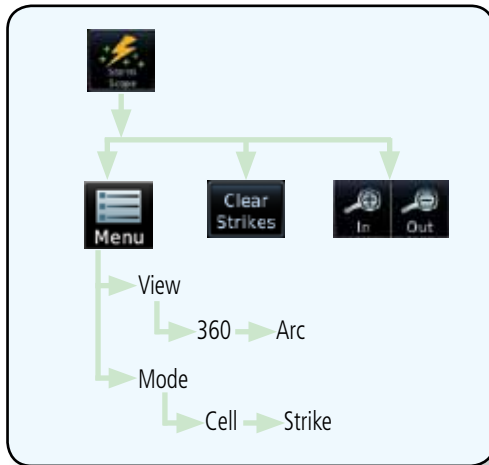 Storm
Scope
Menu
Clear
Strikes
In
Out
View
360
Arc
Mode
Cell
Strike